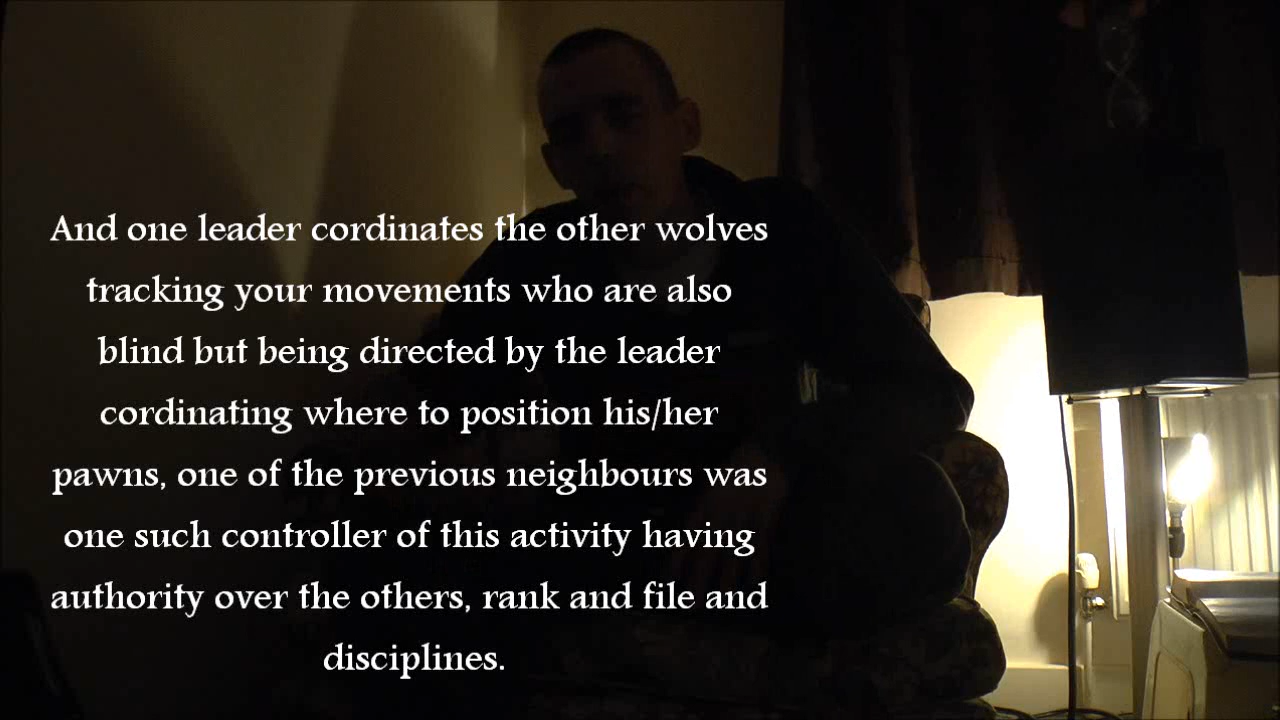 And one leader cordinates the other wolves
tracking your movements who are also
blind but being directed by the leader
cordinating where to position his/her
pawns, one of the previous neighbours was
one such controller of this activity having
authority over the others, rank and file and
disciplines.